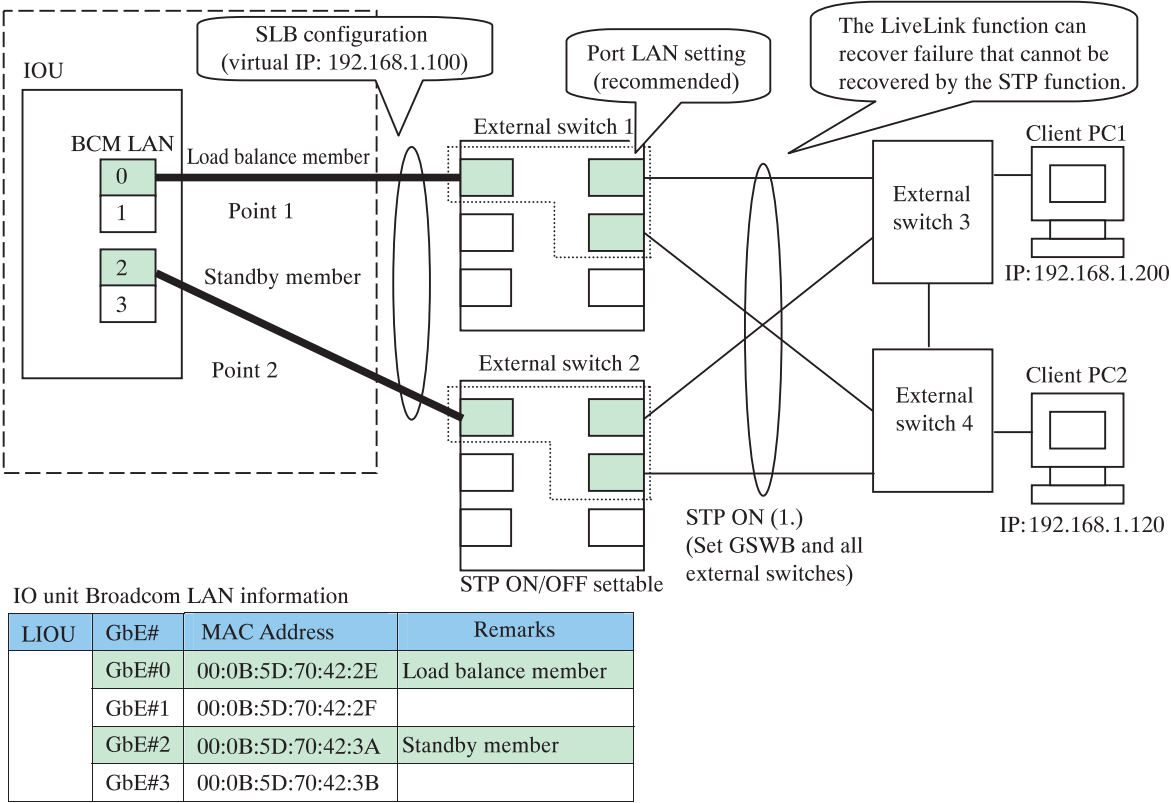 SLB configuration
(virtual IP: 192.168.1.100)
Port LAN setting
(recommended)
The LiveLink function can
recover failure that cannot be
recovered by the STP function.
IOU
BCM LAN
0
1
2
3
Load balance member
Point 1
Standby member
Point 2
External switch 1
External switch 2
STP ON/OFF settable
External
switch 3
External
switch 4
Client PC1
IP: 192.168.1.200
Client PC2
IP: 192.168.1.120
STP ON (1.)
(Set GSWB and all
external switches)
IO unit Broadcom LAN information
LIOU GbE# MAC Address Remarks
GbE#0 00:0B:5D:70:42:2E Load balance member
GbE#1 00:0B:5D:70:42:2F
GbE#2 00:0B:5D:70:42:3A Standby member
GbE#3 00:0B:5D:70:42:3B